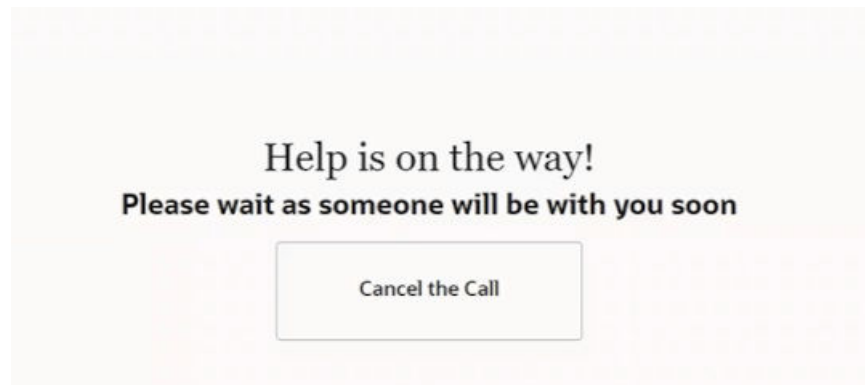 Help is on the way!
Please wait as someone will be with you soon
Cancel the Call